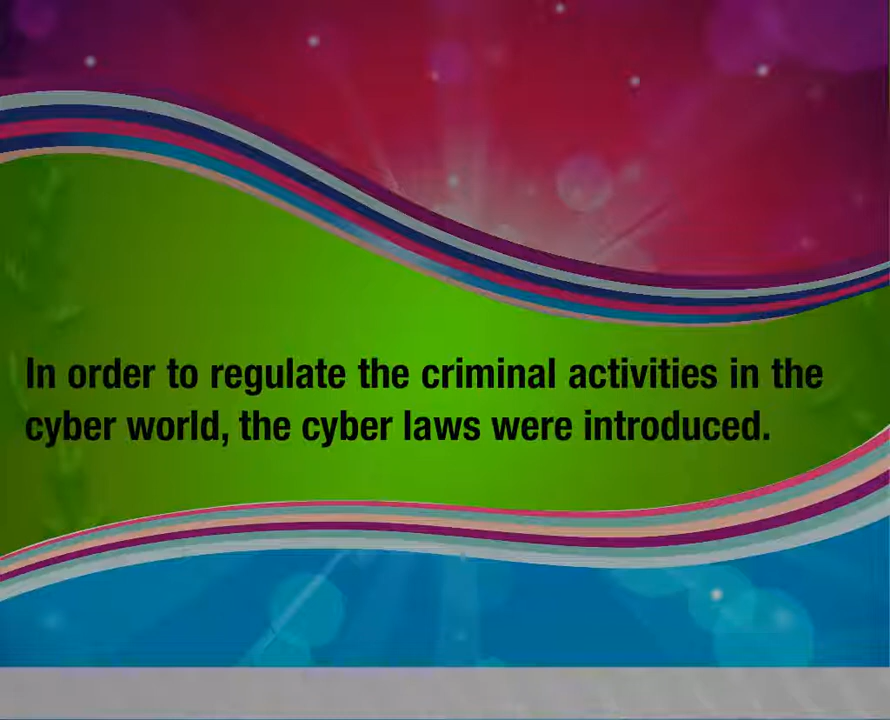 In order to regulate the criminal activities in the
cyber world, the cyber laws were introduced.